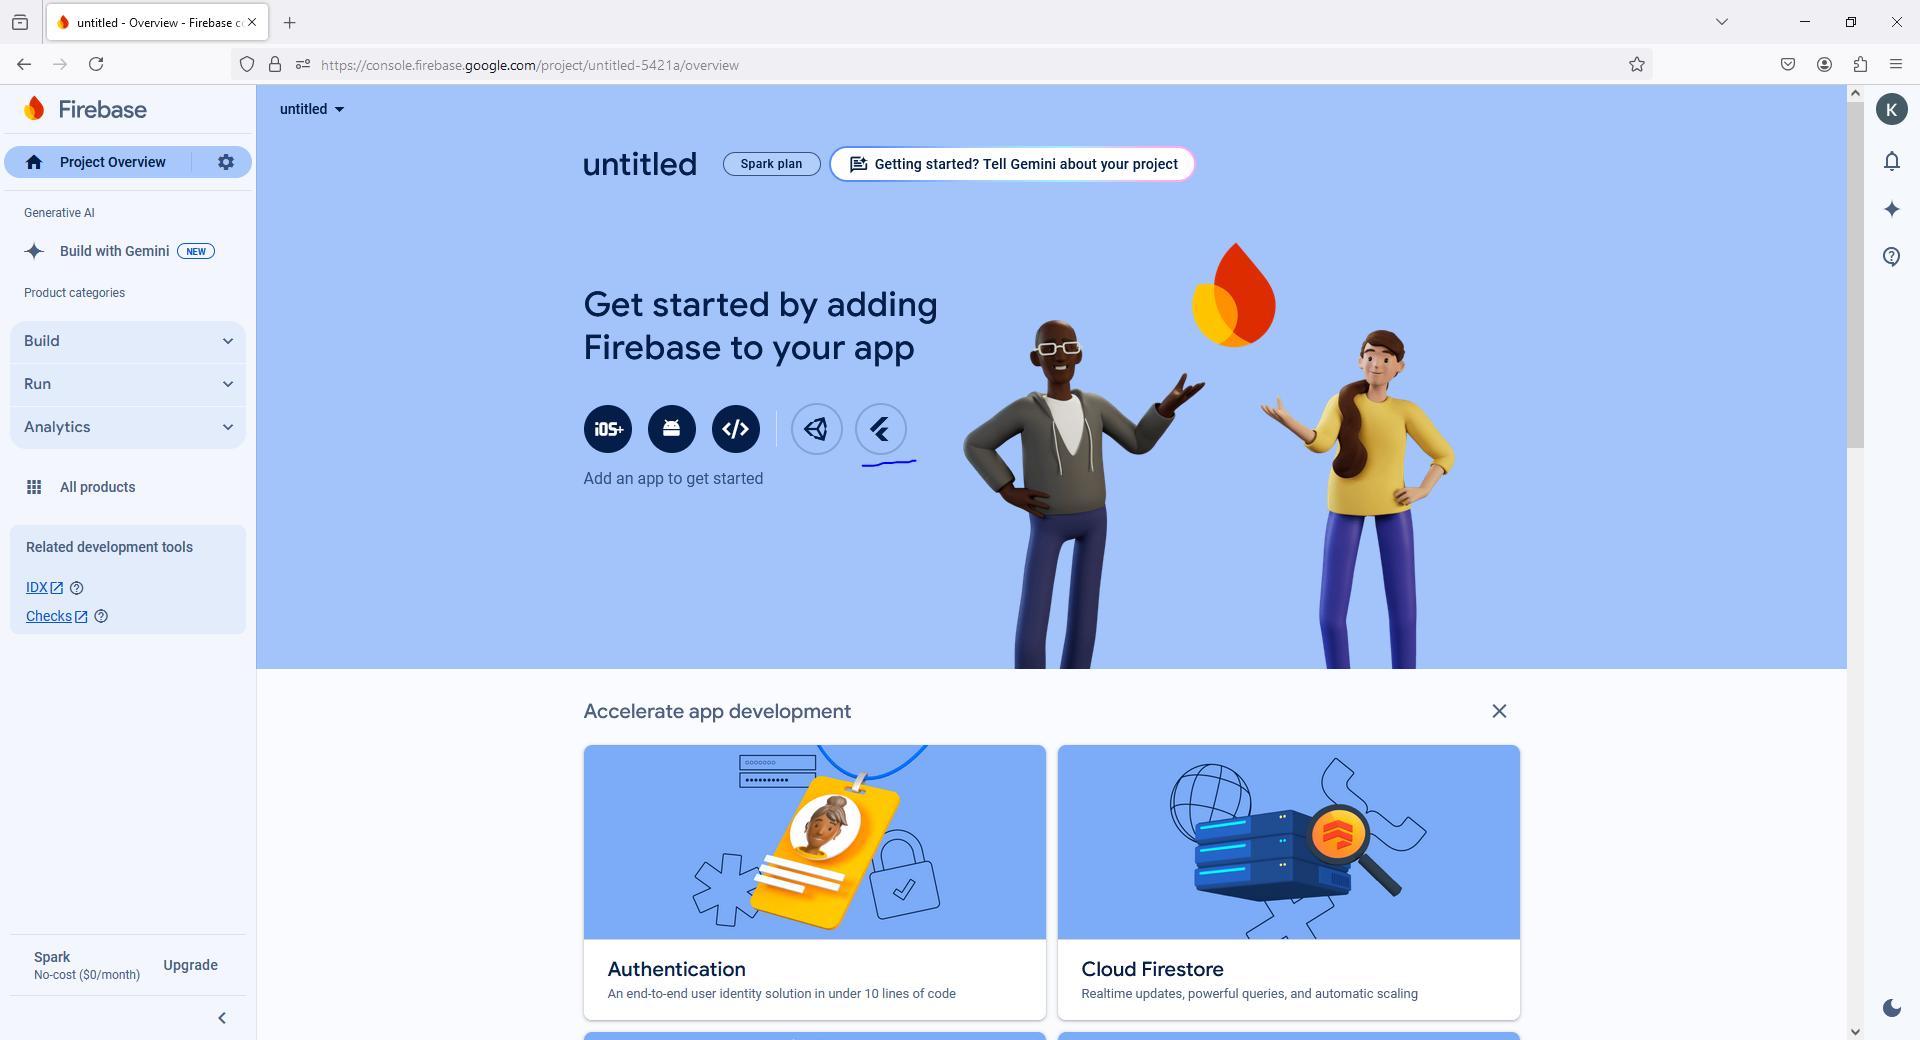 untitled - Overview - Firebase c
https://console.firebase.google.com/project/untitled-5421a/overview
Firebase
Project Overview
Generative AI
Build with Gemini NEW
Product categories
Build
Run
Analytics
All products
Related development tools
IDX
Checks
Spark
No-cost ($0/month)
Upgrade
untitled
untitled
Spark plan
Getting started? Tell Gemini about your project
Get started by adding
Firebase to your app
iOS+
Add an app to get started
Accelerate app development
Authentication
An end-to-end user identity solution in under 10 lines of code
Cloud Firestore
Realtime updates, powerful queries, and automatic scaling
K